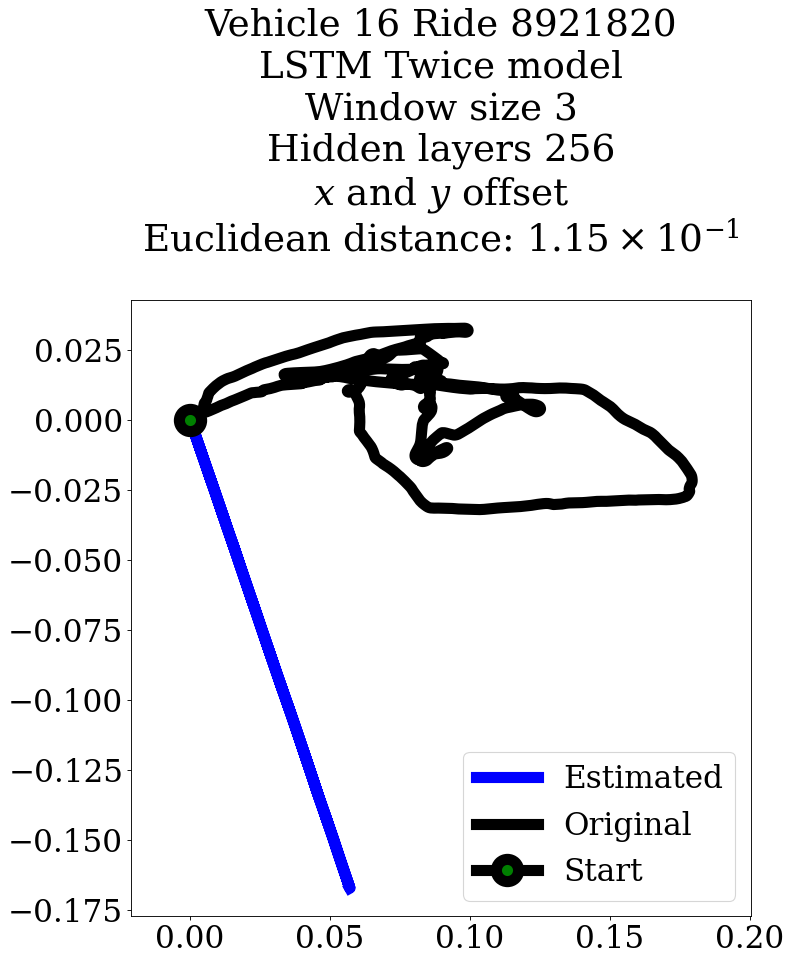 Vehicle 16 Ride 8921820
LSTM Twice model
Window size 3
Hidden layers 256
x and y offset
Euclidean distance: 1.15 × 10⁻¹
0.025
0.000
−0.025
−0.050
−0.075
−0.100
−0.125
−0.150
−0.175
0.00 0.05 0.10 0.15 0.20
Estimated
Original
Start